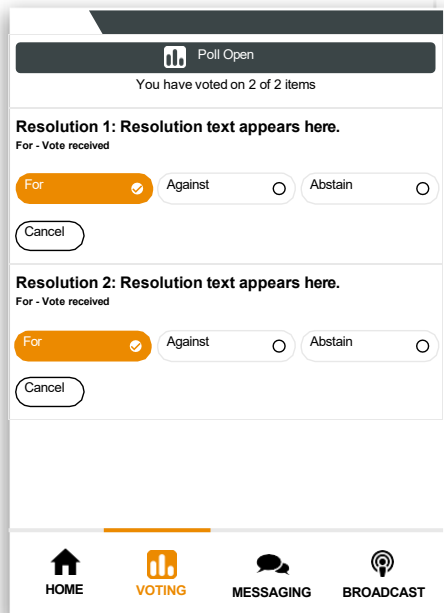 Poll Open
You have voted on 2 of 2 items
Resolution 1: Resolution text appears here.
For - Vote received
For Against Abstain
Cancel
Resolution 2: Resolution text appears here.
For - Vote received
For Against Abstain
Cancel
HOME VOTING MESSAGING BROADCAST